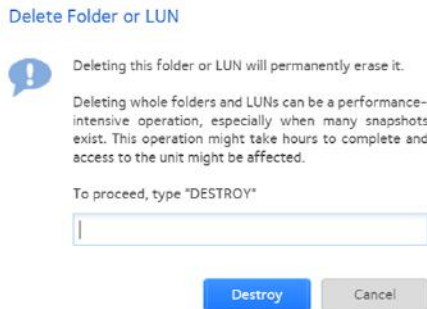 Delete Folder or LUN
Deleting this folder or LUN will permanently erase it.
Deleting whole folders and LUNs can be a performance-
intensive operation, especially when many snapshots
exist. This operation might take hours to complete and
access to the unit might be affected.
To proceed, type "DESTROY"
Destroy
Cancel